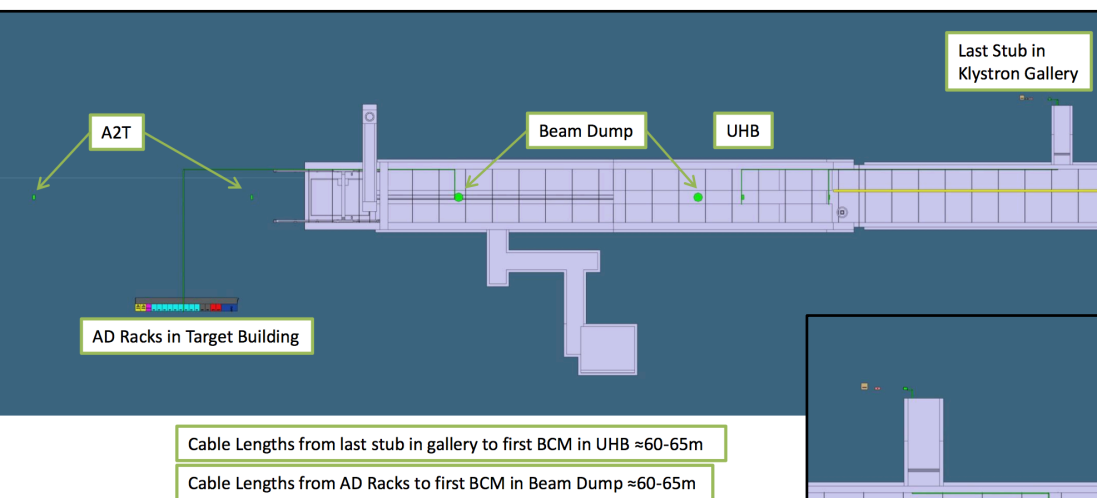 Last Stub in
Klystron Gallery
A2T
Beam Dump
UHB
AD Racks in Target Building
Cable Lengths from last stub in gallery to first BCM in UHB ≈60-65m
Cable Lengths from AD Racks to first BCM in Beam Dump ≈60-65m